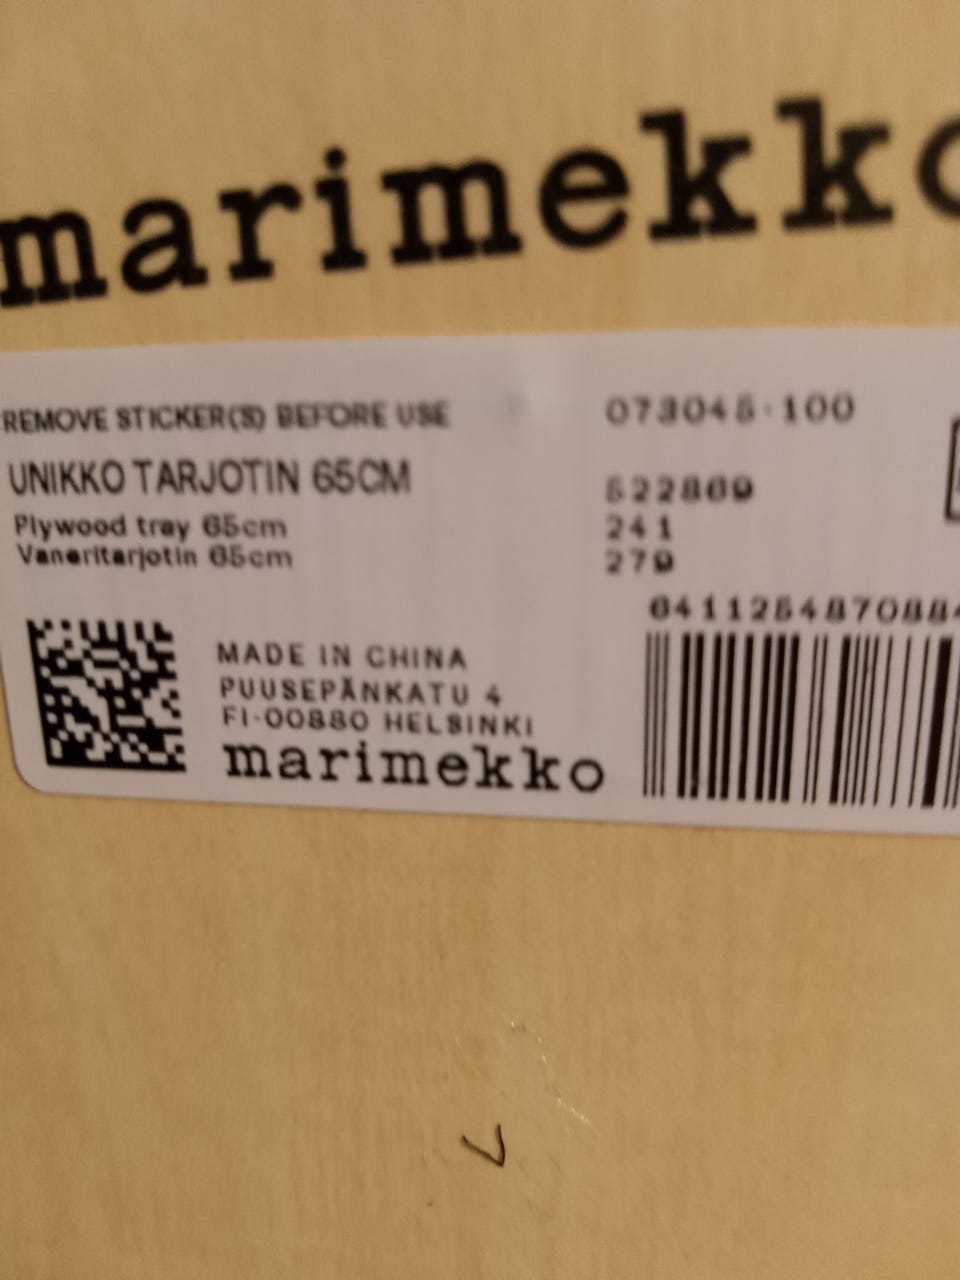 marimekko
REMOVE STICKER(S) BEFORE USE
073045-100
UNIKKO TARJOTIN 65CM
522869
Plywood tray 65cm
241
Vaneritarjotin 65cm
279
MADE IN CHINA
PUUSEPÄNKATU 4
FI-00880 HELSINKI
marimekko